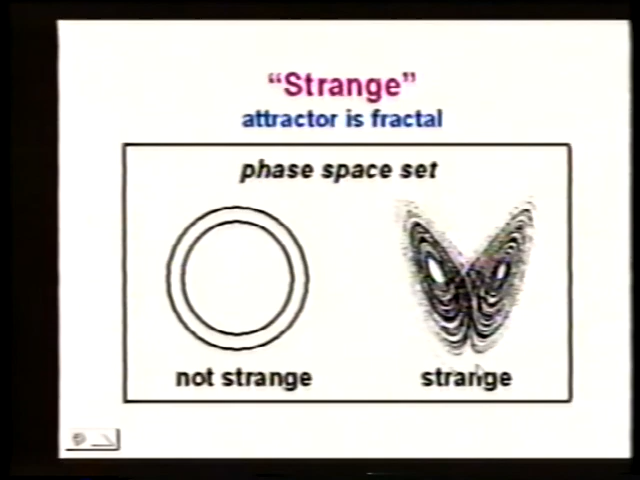 “Strange”
attractor is fractal
phase space set
not strange
strange